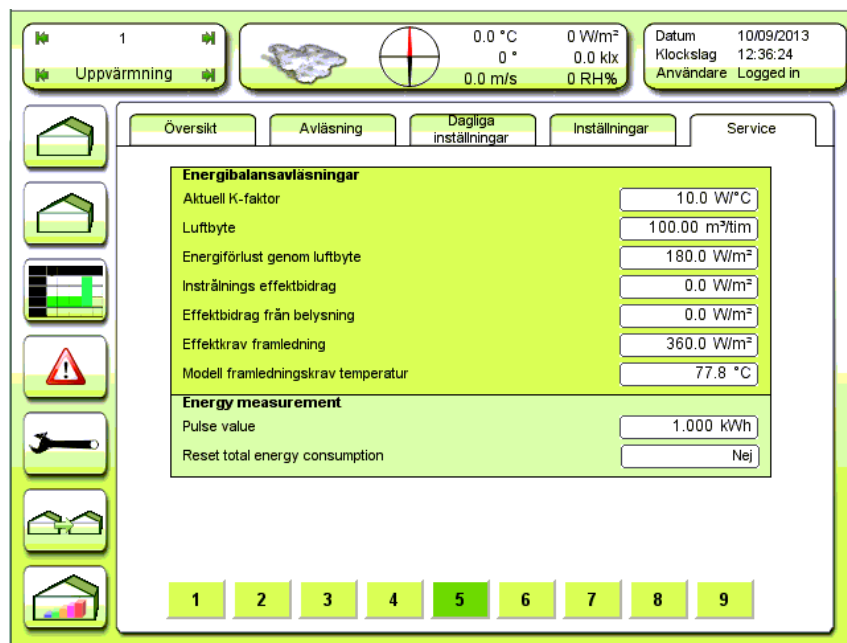 1
Uppvärmning
0.0 °C 0 W/m²
0 ° 0.0 klx
0.0 m/s 0 RH%
Datum 10/09/2013
Klockslag 12:36:24
Användare Logged in
Översikt
Avläsning
Dagliga
inställningar
Inställningar
Service
Energibalansavläsningar
Aktuell K-faktor 10.0 W/°C
Luftbyte 100.00 m³/tim
Energiförlust genom luftbyte 180.0 W/m²
Instrålnings effektbidrag 0.0 W/m²
Effektbidrag från belysning 0.0 W/m²
Effektkrav framledning 360.0 W/m²
Modell framledningskrav temperatur 77.8 °C
Energy measurement
Pulse value 1.000 kWh
Reset total energy consumption Nej
1 2 3 4 5 6 7 8 9